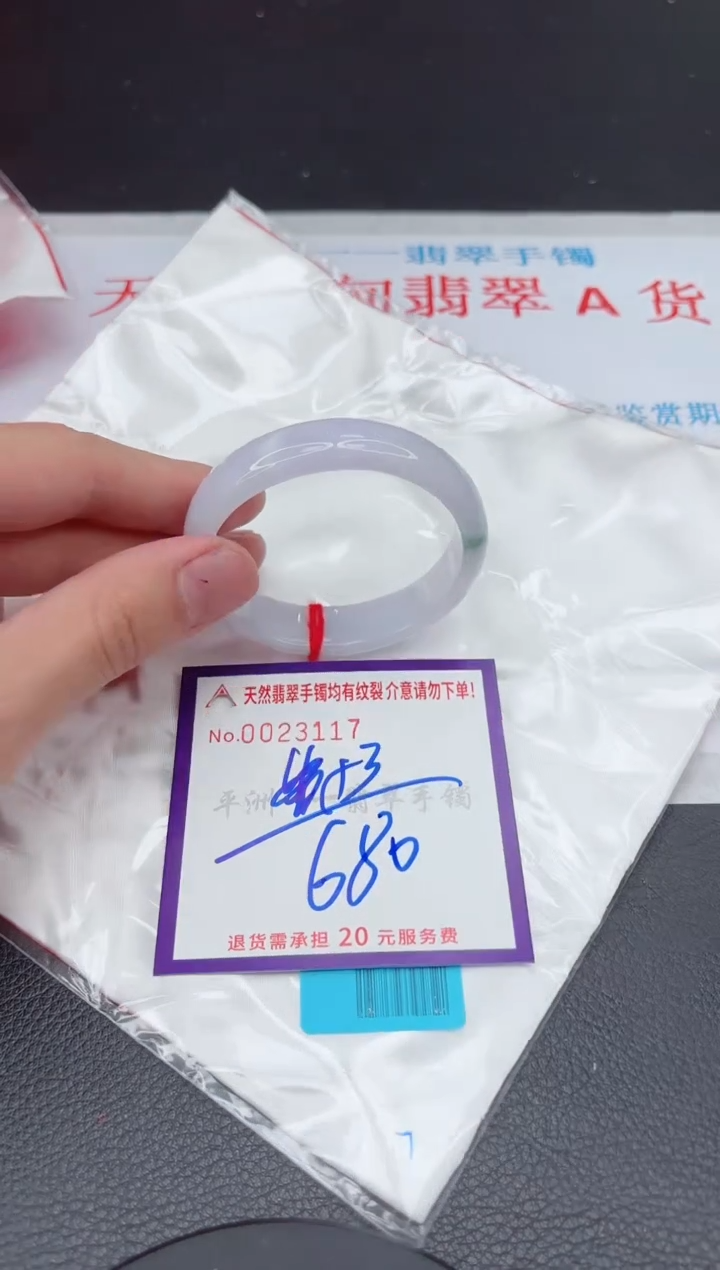 翡翠手镯
天 翡翠 A 货
鉴赏期
天然翡翠手镯均有纹裂 介意请勿下单!
No.0023117
+3
平洲 翡翠手镯
680
退货需承担 20 元服务费
7